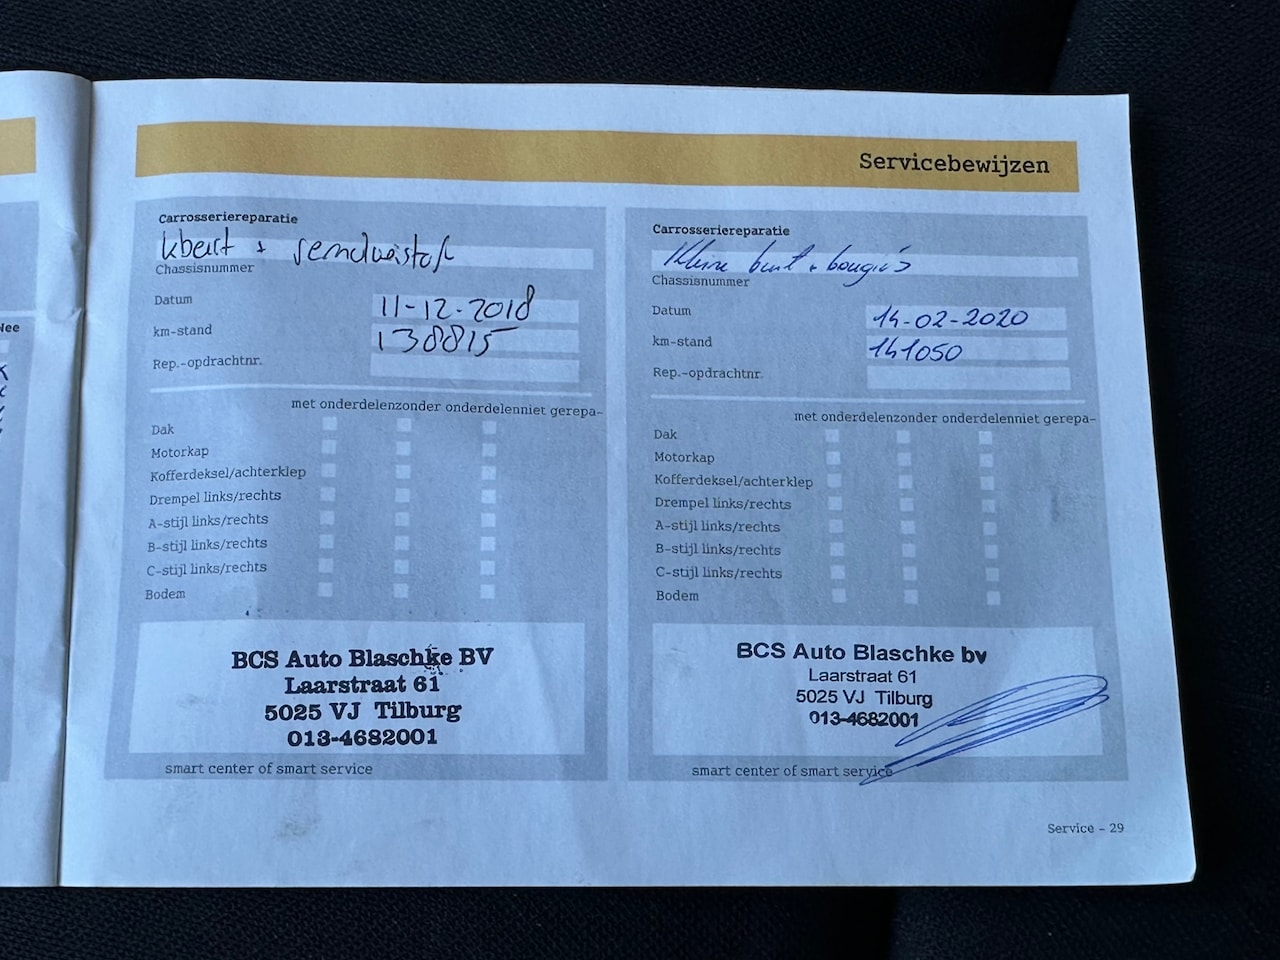 Servicebewijzen
Carrosseriereparatie
kbeurt + remvloeistof
Chassisnummer
Datum 11-12-2018
km-stand 138815
Rep.-opdrachtnr.
met onderdelen zonder onderdelen niet gerepa-
Dak
Motorkap
Kofferdeksel/achterklep
Drempel links/rechts
A-stijl links/rechts
B-stijl links/rechts
C-stijl links/rechts
Bodem
BCS Auto Blaschke BV
Laarstraat 61
5025 VJ Tilburg
013-4682001
smart center of smart service
Carrosseriereparatie
Kleine beurt + bougies
Chassisnummer
Datum 14-02-2020
km-stand 141050
Rep.-opdrachtnr.
met onderdelen zonder onderdelen niet gerepa-
Dak
Motorkap
Kofferdeksel/achterklep
Drempel links/rechts
A-stijl links/rechts
B-stijl links/rechts
C-stijl links/rechts
Bodem
BCS Auto Blaschke bv
Laarstraat 61
5025 VJ Tilburg
013-4682001
smart center of smart service
Service - 29